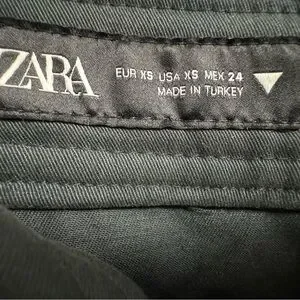 ZARA
EUR XS USA XS MEX 24
MADE IN TURKEY